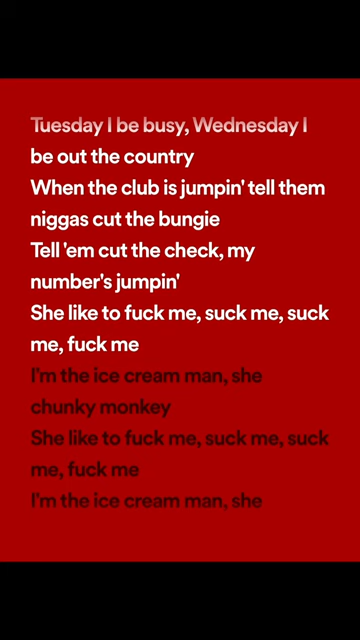 Tuesday I be busy, Wednesday I
be out the country
When the club is jumpin' tell them
niggas cut the bungie
Tell 'em cut the check, my
number's jumpin'
She like to fuck me, suck me, suck
me, fuck me
I'm the ice cream man, she
chunky monkey
She like to fuck me, suck me, suck
me, fuck me
I'm the ice cream man, she